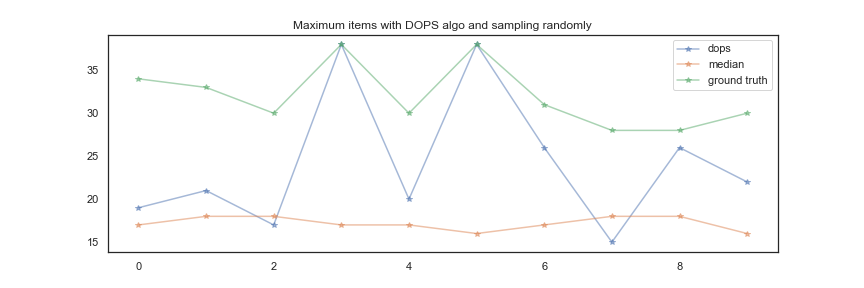 Maximum items with DOPS algo and sampling randomly
dops
median
ground truth
35
30
25
20
15
0 2 4 6 8